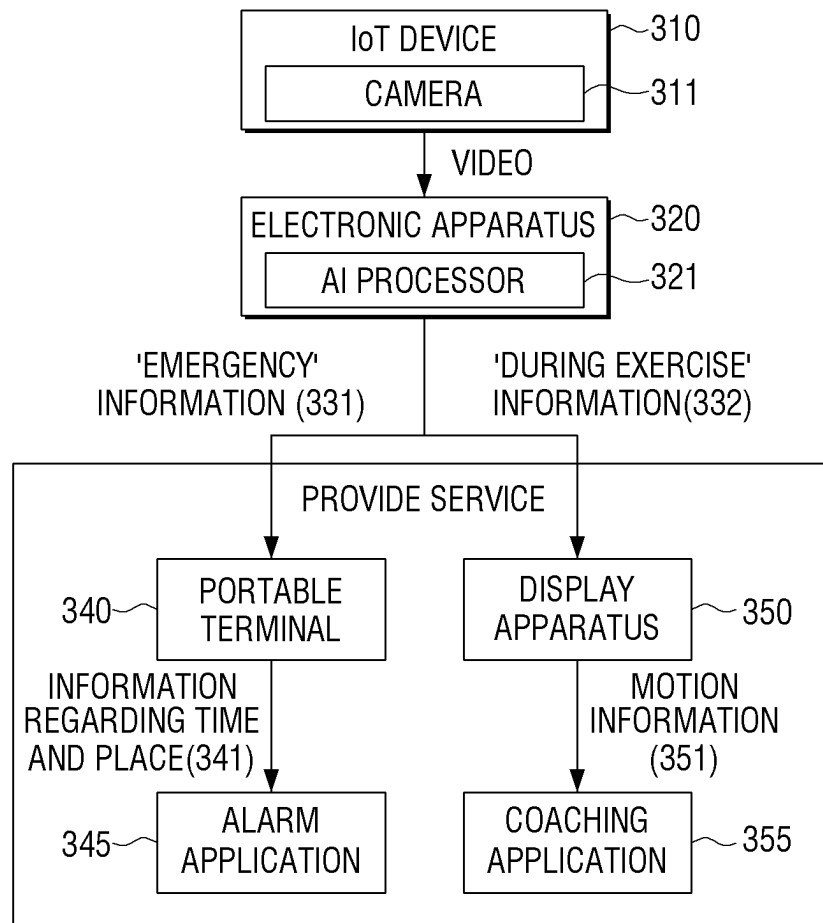 IoT DEVICE
310
CAMERA
311
VIDEO
ELECTRONIC APPARATUS
320
AI PROCESSOR
321
'EMERGENCY'
INFORMATION (331)
'DURING EXERCISE'
INFORMATION(332)
PROVIDE SERVICE
340
PORTABLE
TERMINAL
DISPLAY
APPARATUS
350
INFORMATION
REGARDING TIME
AND PLACE(341)
MOTION
INFORMATION
(351)
345
ALARM
APPLICATION
COACHING
APPLICATION
355